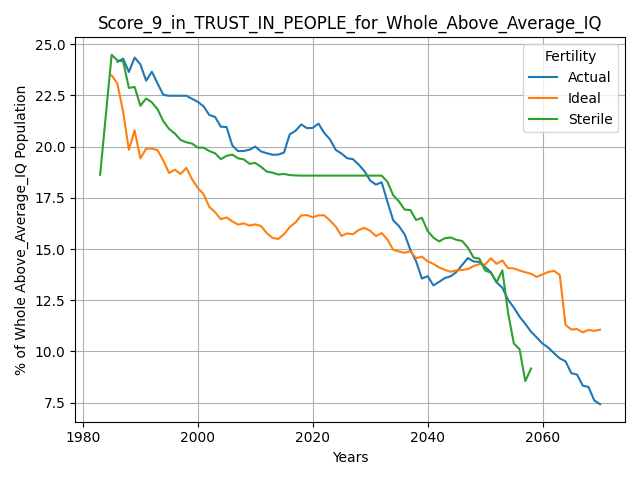 Score_9_in_TRUST_IN_PEOPLE_for_Whole_Above_Average_IQ
% of Whole Above_Average_IQ Population
25.0
22.5
20.0
17.5
15.0
12.5
10.0
7.5
Fertility
Actual
Ideal
Sterile
1980
2000
2020
2040
2060
Years